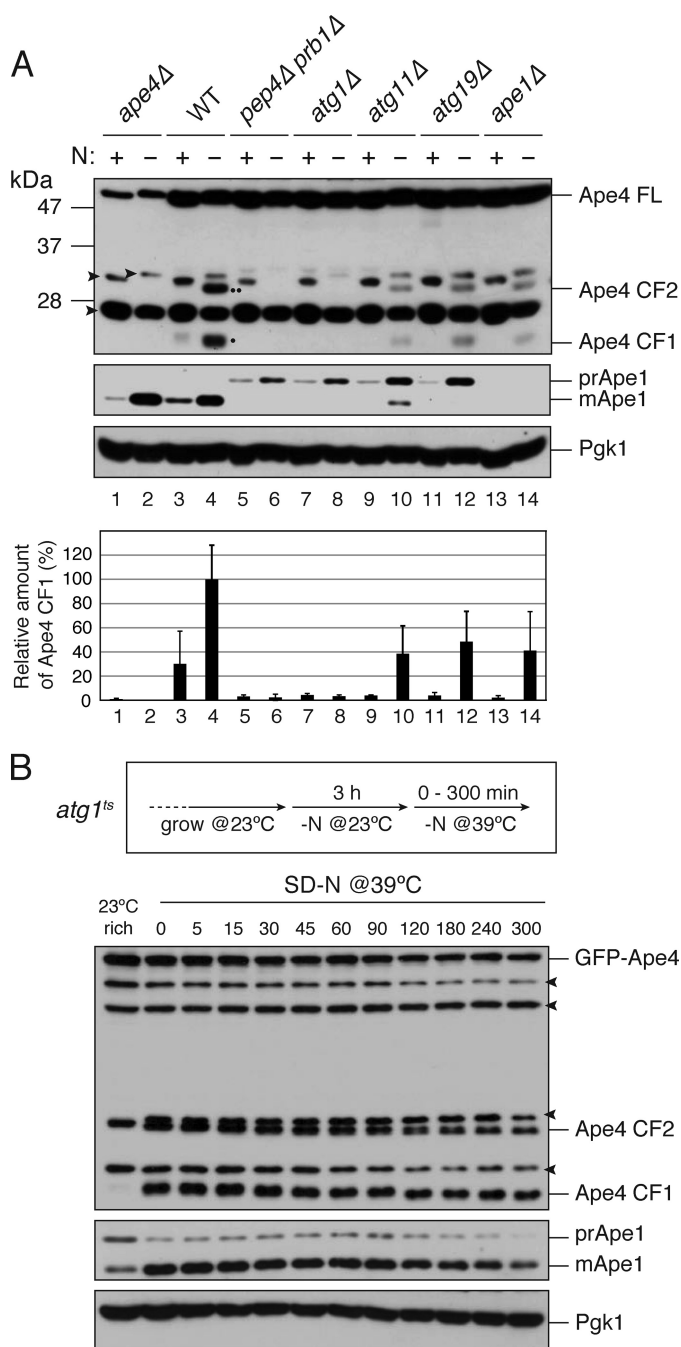 A
ape4Δ WT pep4Δ prb1Δ atg1Δ atg11Δ atg19Δ ape1Δ
N: + − + − + − + − + − + − + −
kDa
47
37
28
Ape4 FL
Ape4 CF2
Ape4 CF1
prApe1
mApe1
Pgk1
1 2 3 4 5 6 7 8 9 10 11 12 13 14
Relative amount
of Ape4 CF1 (%)
120
100
80
60
40
20
0
1 2 3 4 5 6 7 8 9 10 11 12 13 14
B
atg1ts
3 h 0 - 300 min
grow @23ºC -N @23ºC -N @39ºC
SD-N @39ºC
23ºC
rich 0 5 15 30 45 60 90 120 180 240 300
GFP-Ape4
Ape4 CF2
Ape4 CF1
prApe1
mApe1
Pgk1